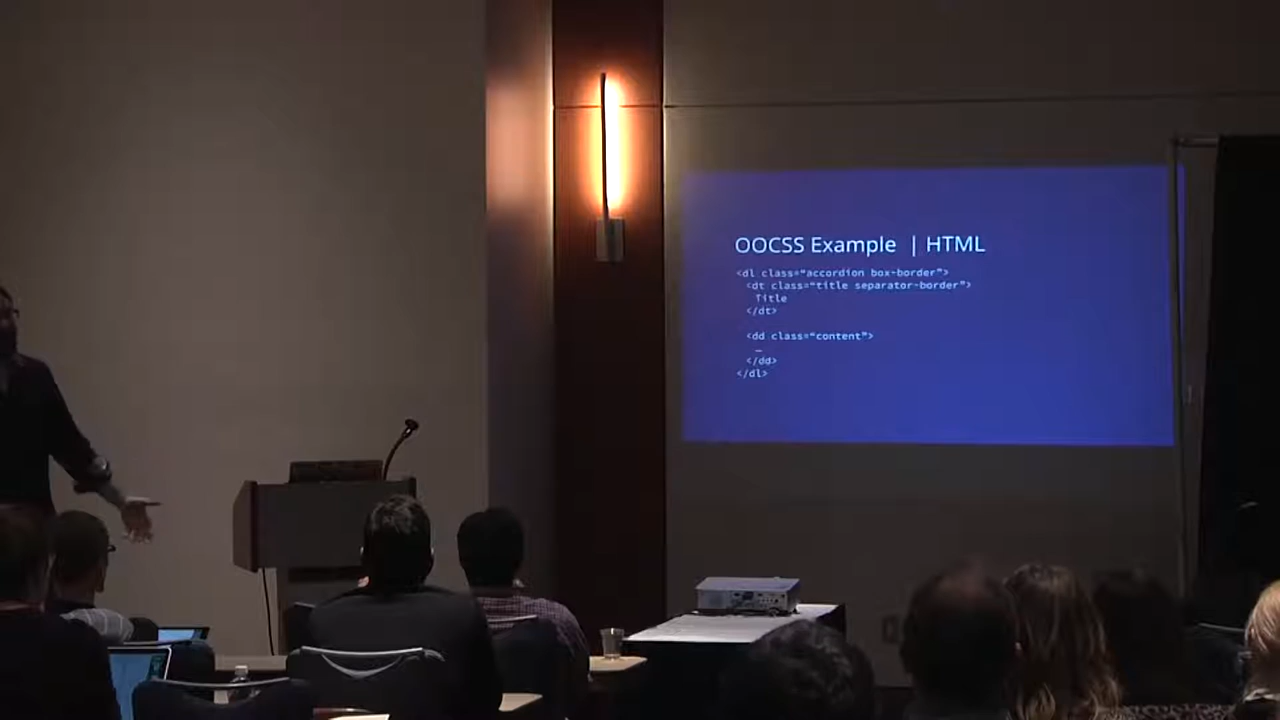 OOCSS Example | HTML
<dl class="accordion box-border">
<dt class="title separator-border">
Title
</dt>
<dd class="content">
…
</dd>
</dl>